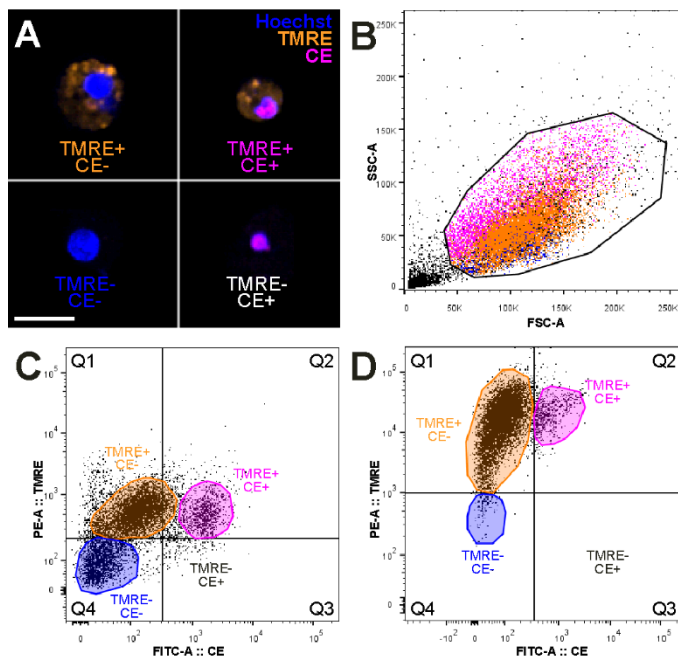 A
Hoechst
TMRE
CE
TMRE+
CE-
TMRE+
CE+
TMRE-
CE-
TMRE-
CE+
B
250K
200K
150K
100K
50K
0
SSC-A
0 50K 100K 150K 200K 250K
FSC-A
C
Q1 Q2
TMRE+
CE-
TMRE+
CE+
TMRE-
CE+
TMRE-
CE-
Q4 Q3
10^5
10^4
10^3
10^2
0
PE-A :: TMRE
0 10^2 10^3 10^4 10^5
FITC-A :: CE
D
Q1 Q2
TMRE+
CE-
TMRE+
CE+
TMRE-
CE-
TMRE-
CE+
Q4 Q3
10^5
10^4
10^3
10^2
0
PE-A :: TMRE
-10^2 0 10^2 10^3 10^4 10^5
FITC-A :: CE